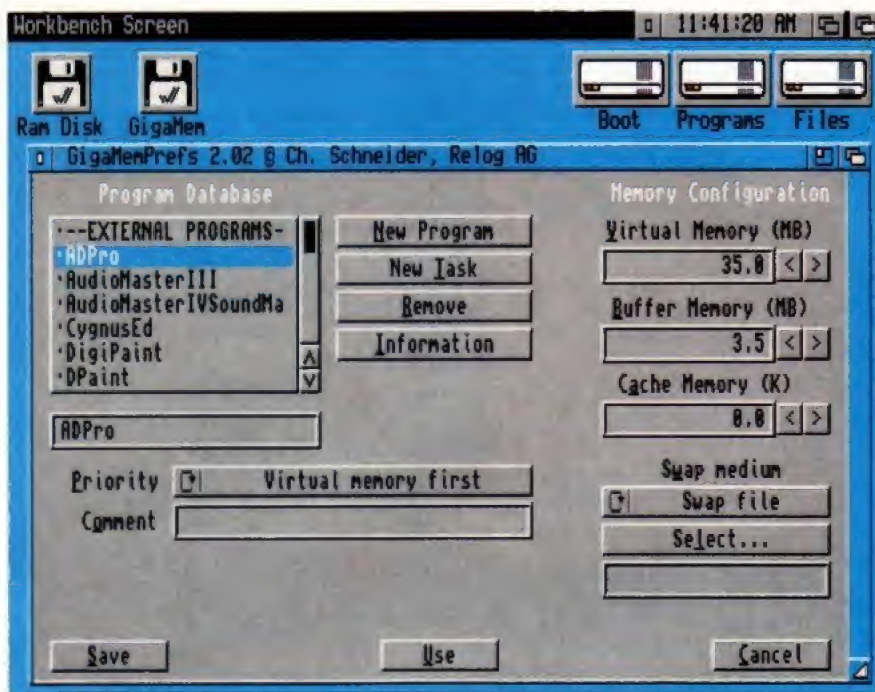 Workbench Screen 11:41:20 AM
Ram Disk GigaMem Boot Programs Files
GigaMemPrefs 2.02 © Ch. Schneider, Relog AG
Program Database
·--EXTERNAL PROGRAMS-
·ADPro
·AudioMasterIII
·AudioMasterIVSoundMa
·CygnusEd
·DigiPaint
·DPaint
ADPro
New Program
New Task
Remove
Information
Priority Virtual memory first
Comment
Memory Configuration
Virtual Memory (MB)
35.0 < >
Buffer Memory (MB)
3.5 < >
Cache Memory (K)
0.0 < >
Swap medium
Swap file
Select...
Save Use Cancel